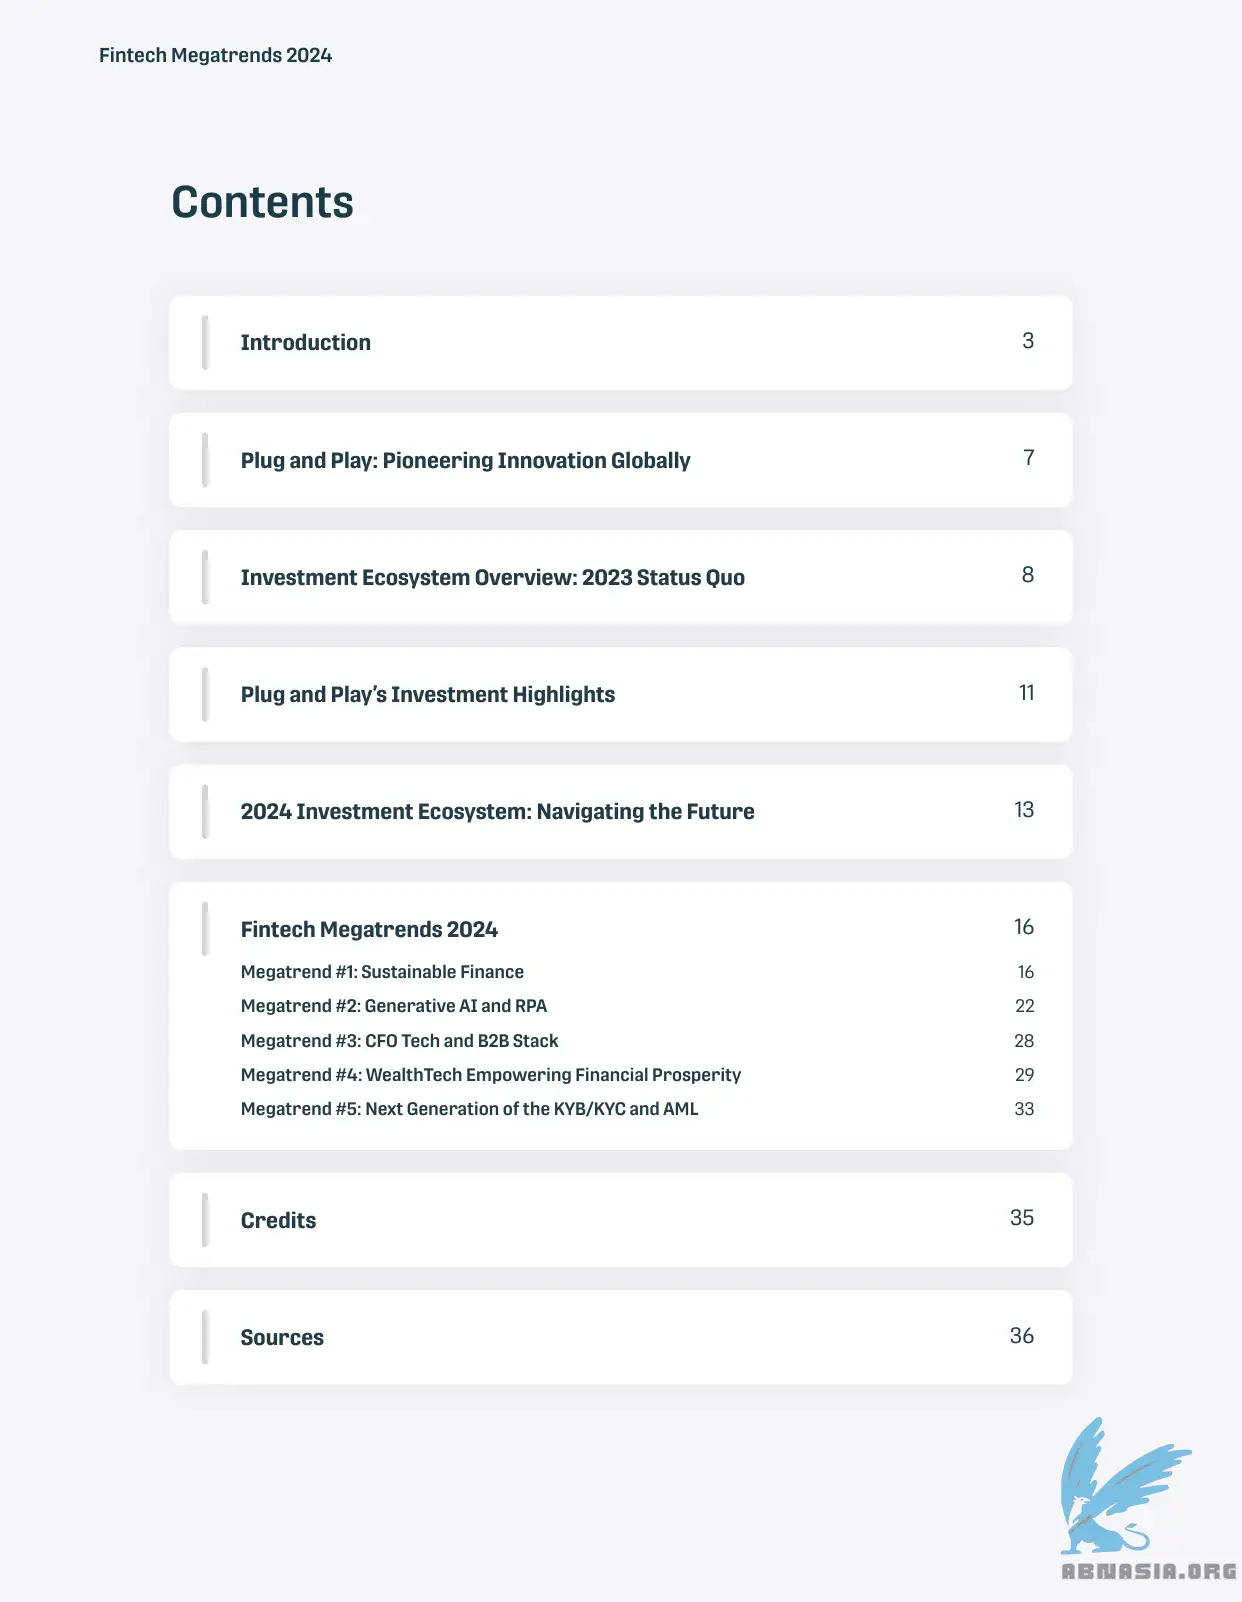 Fintech Megatrends 2024
Contents
Introduction 3
Plug and Play: Pioneering Innovation Globally 7
Investment Ecosystem Overview: 2023 Status Quo 8
Plug and Play's Investment Highlights 11
2024 Investment Ecosystem: Navigating the Future 13
Fintech Megatrends 2024 16
Megatrend #1: Sustainable Finance 16
Megatrend #2: Generative AI and RPA 22
Megatrend #3: CFO Tech and B2B Stack 28
Megatrend #4: WealthTech Empowering Financial Prosperity 29
Megatrend #5: Next Generation of the KYB/KYC and AML 33
Credits 35
Sources 36
ABNASIA.ORG